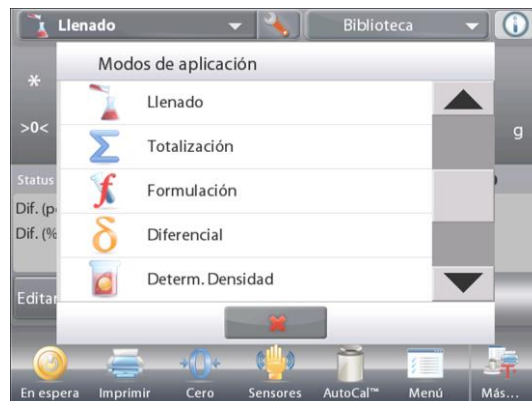 Llenado
Biblioteca
Modos de aplicación
*
>0<
g
Llenado
Totalización
Formulación
Diferencial
Determ. Densidad
Status
Dif. (p
Dif. (%
Editar
En espera
Imprimir
Cero
Sensores
AutoCal™
Menú
Más...